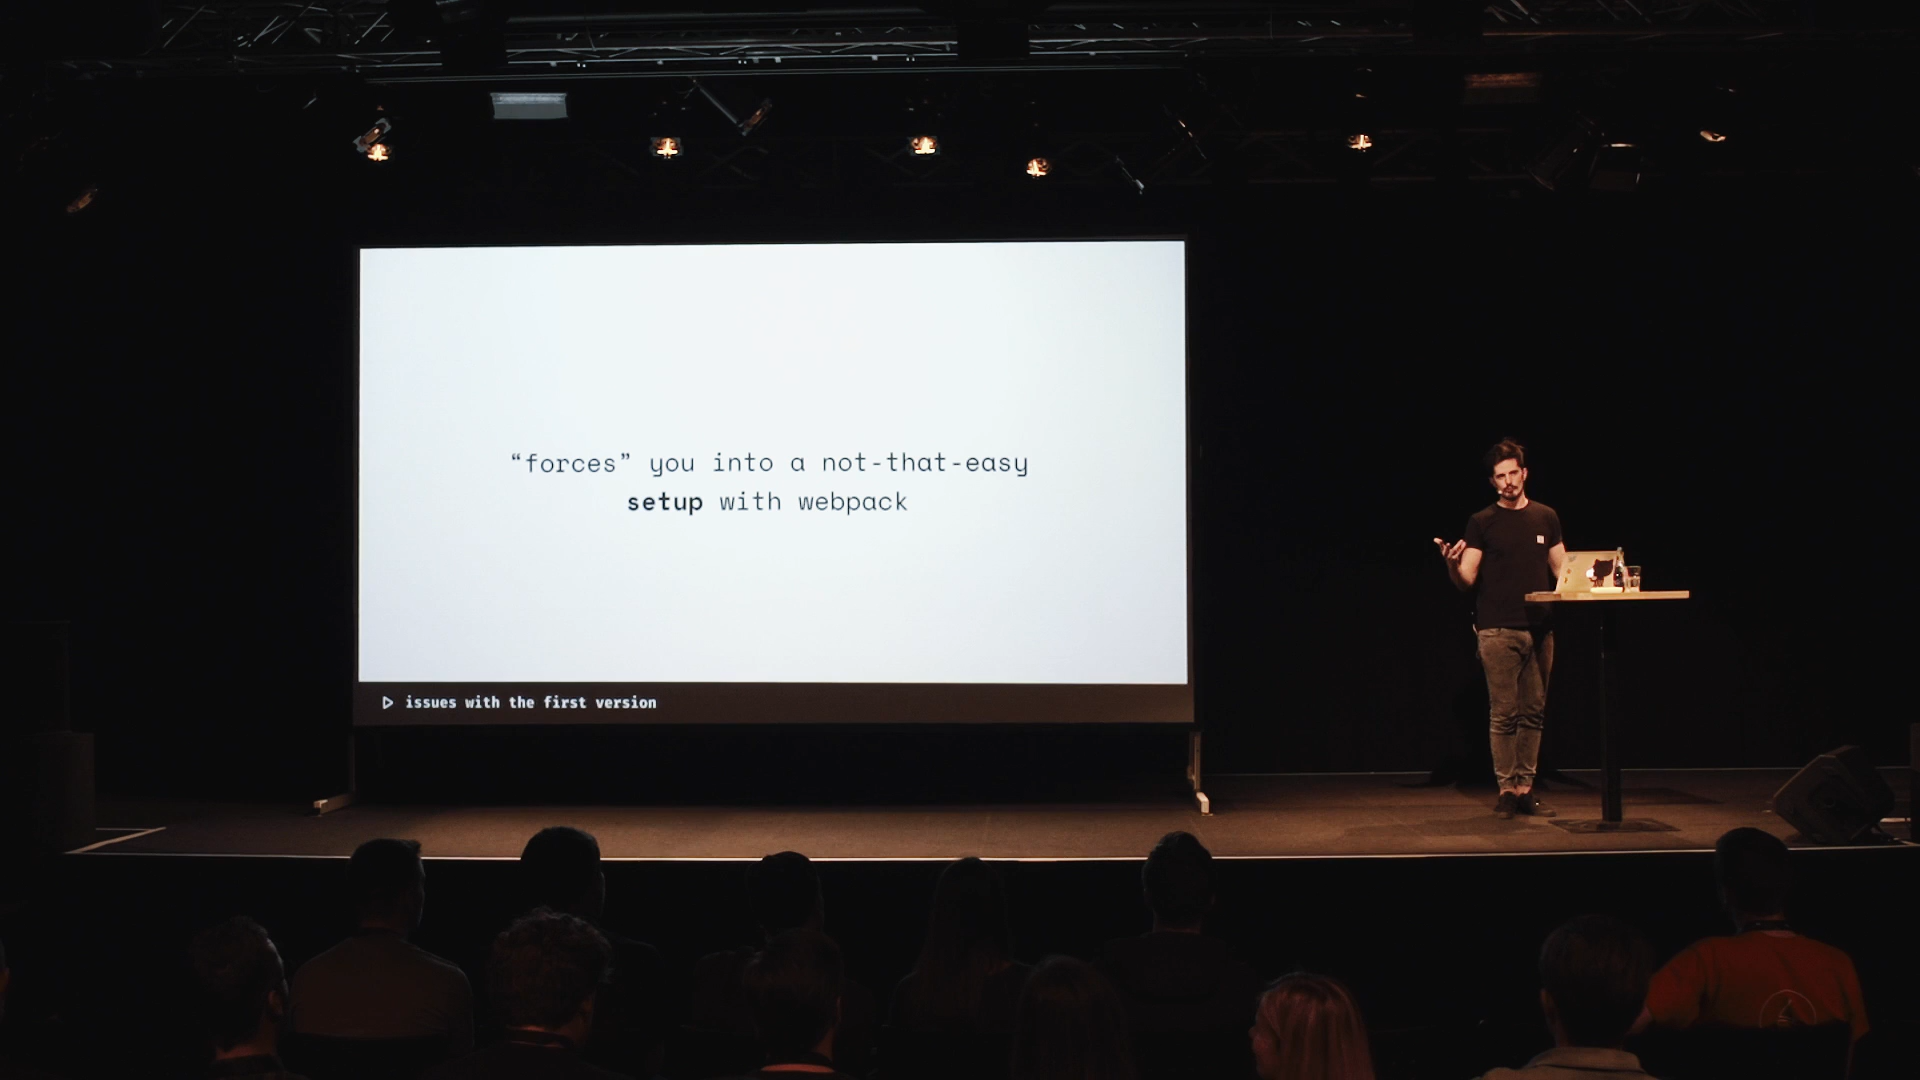 “forces” you into a not-that-easy
setup with webpack
issues with the first version